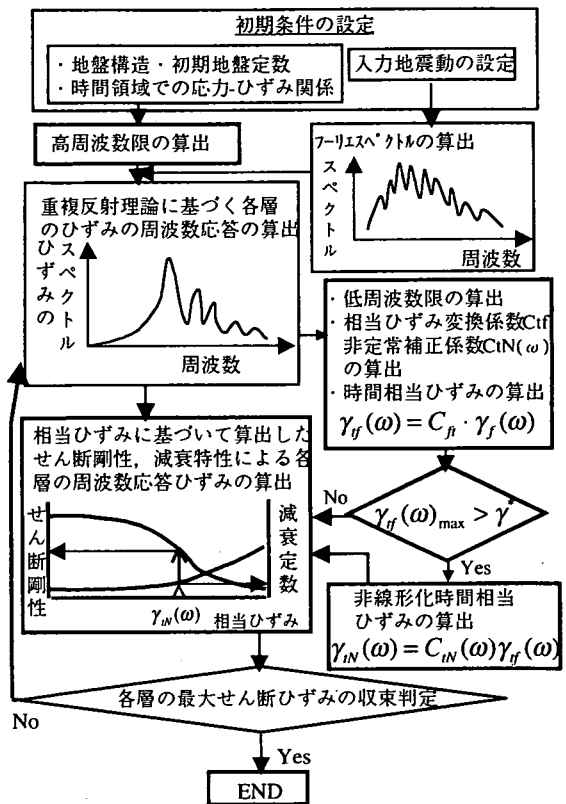 初期条件の設定
・地盤構造・初期地盤定数
・時間領域での応力-ひずみ関係
入力地震動の設定
高周波数限の算出
フーリエスペクトルの算出
スペクトル
周波数
重複反射理論に基づく各層
のひずみの周波数応答の算出
ひずみの
スペクトル
周波数
・低周波数限の算出
・相当ひずみ変換係数Ctf
非定常補正係数CtN(ω)
の算出
・時間相当ひずみの算出
γtf(ω)=Cft・γf(ω)
相当ひずみに基づいて算出した
せん断剛性，減衰特性による各
層の周波数応答ひずみの算出
せん断剛性
減衰定数
γtN(ω) 相当ひずみ
No
γtf(ω)max>γ*
Yes
非線形化時間相当
ひずみの算出
γtN(ω)=CtN(ω)γtf(ω)
各層の最大せん断ひずみの収束判定
No
Yes
END